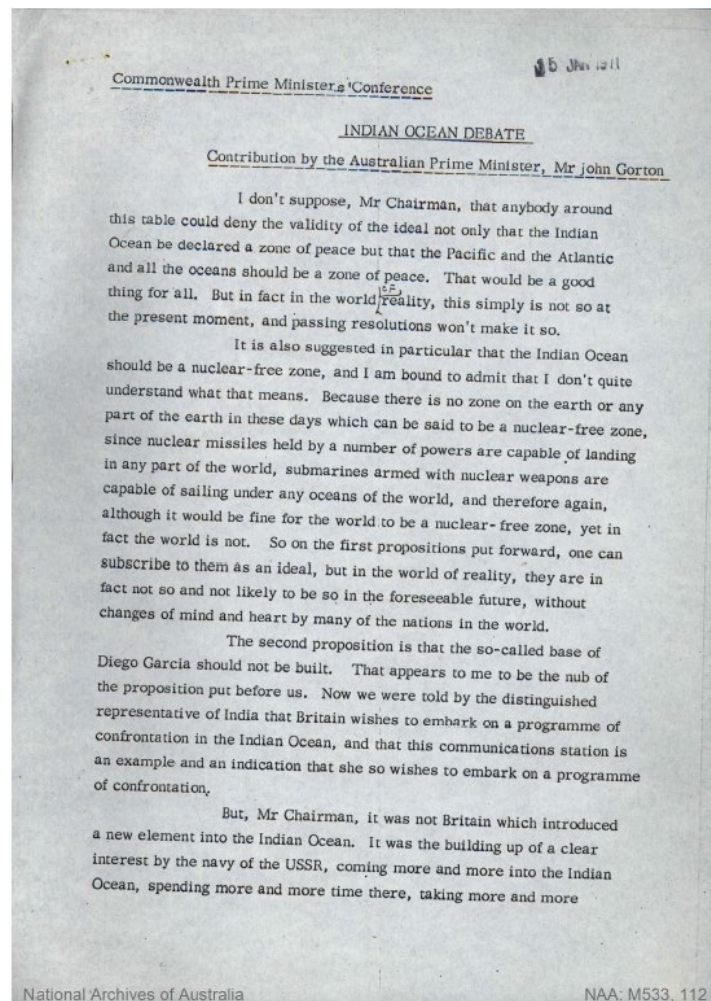 15 JAN 1971
Commonwealth Prime Ministers' Conference
INDIAN OCEAN DEBATE
Contribution by the Australian Prime Minister, Mr john Gorton
I don't suppose, Mr Chairman, that anybody around
this table could deny the validity of the ideal not only that the Indian
Ocean be declared a zone of peace but that the Pacific and the Atlantic
and all the oceans should be a zone of peace. That would be a good
thing for all. But in fact in the world of reality, this simply is not so at
the present moment, and passing resolutions won't make it so.
It is also suggested in particular that the Indian Ocean
should be a nuclear-free zone, and I am bound to admit that I don't quite
understand what that means. Because there is no zone on the earth or any
part of the earth in these days which can be said to be a nuclear-free zone,
since nuclear missiles held by a number of powers are capable of landing
in any part of the world, submarines armed with nuclear weapons are
capable of sailing under any oceans of the world, and therefore again,
although it would be fine for the world to be a nuclear- free zone, yet in
fact the world is not. So on the first propositions put forward, one can
subscribe to them as an ideal, but in the world of reality, they are in
fact not so and not likely to be so in the foreseeable future, without
changes of mind and heart by many of the nations in the world.
The second proposition is that the so-called base of
Diego Garcia should not be built. That appears to me to be the nub of
the proposition put before us. Now we were told by the distinguished
representative of India that Britain wishes to embark on a programme of
confrontation in the Indian Ocean, and that this communications station is
an example and an indication that she so wishes to embark on a programme
of confrontation.
But, Mr Chairman, it was not Britain which introduced
a new element into the Indian Ocean. It was the building up of a clear
interest by the navy of the USSR, coming more and more into the Indian
Ocean, spending more and more time there, taking more and more
National Archives of Australia
NAA: M533, 112